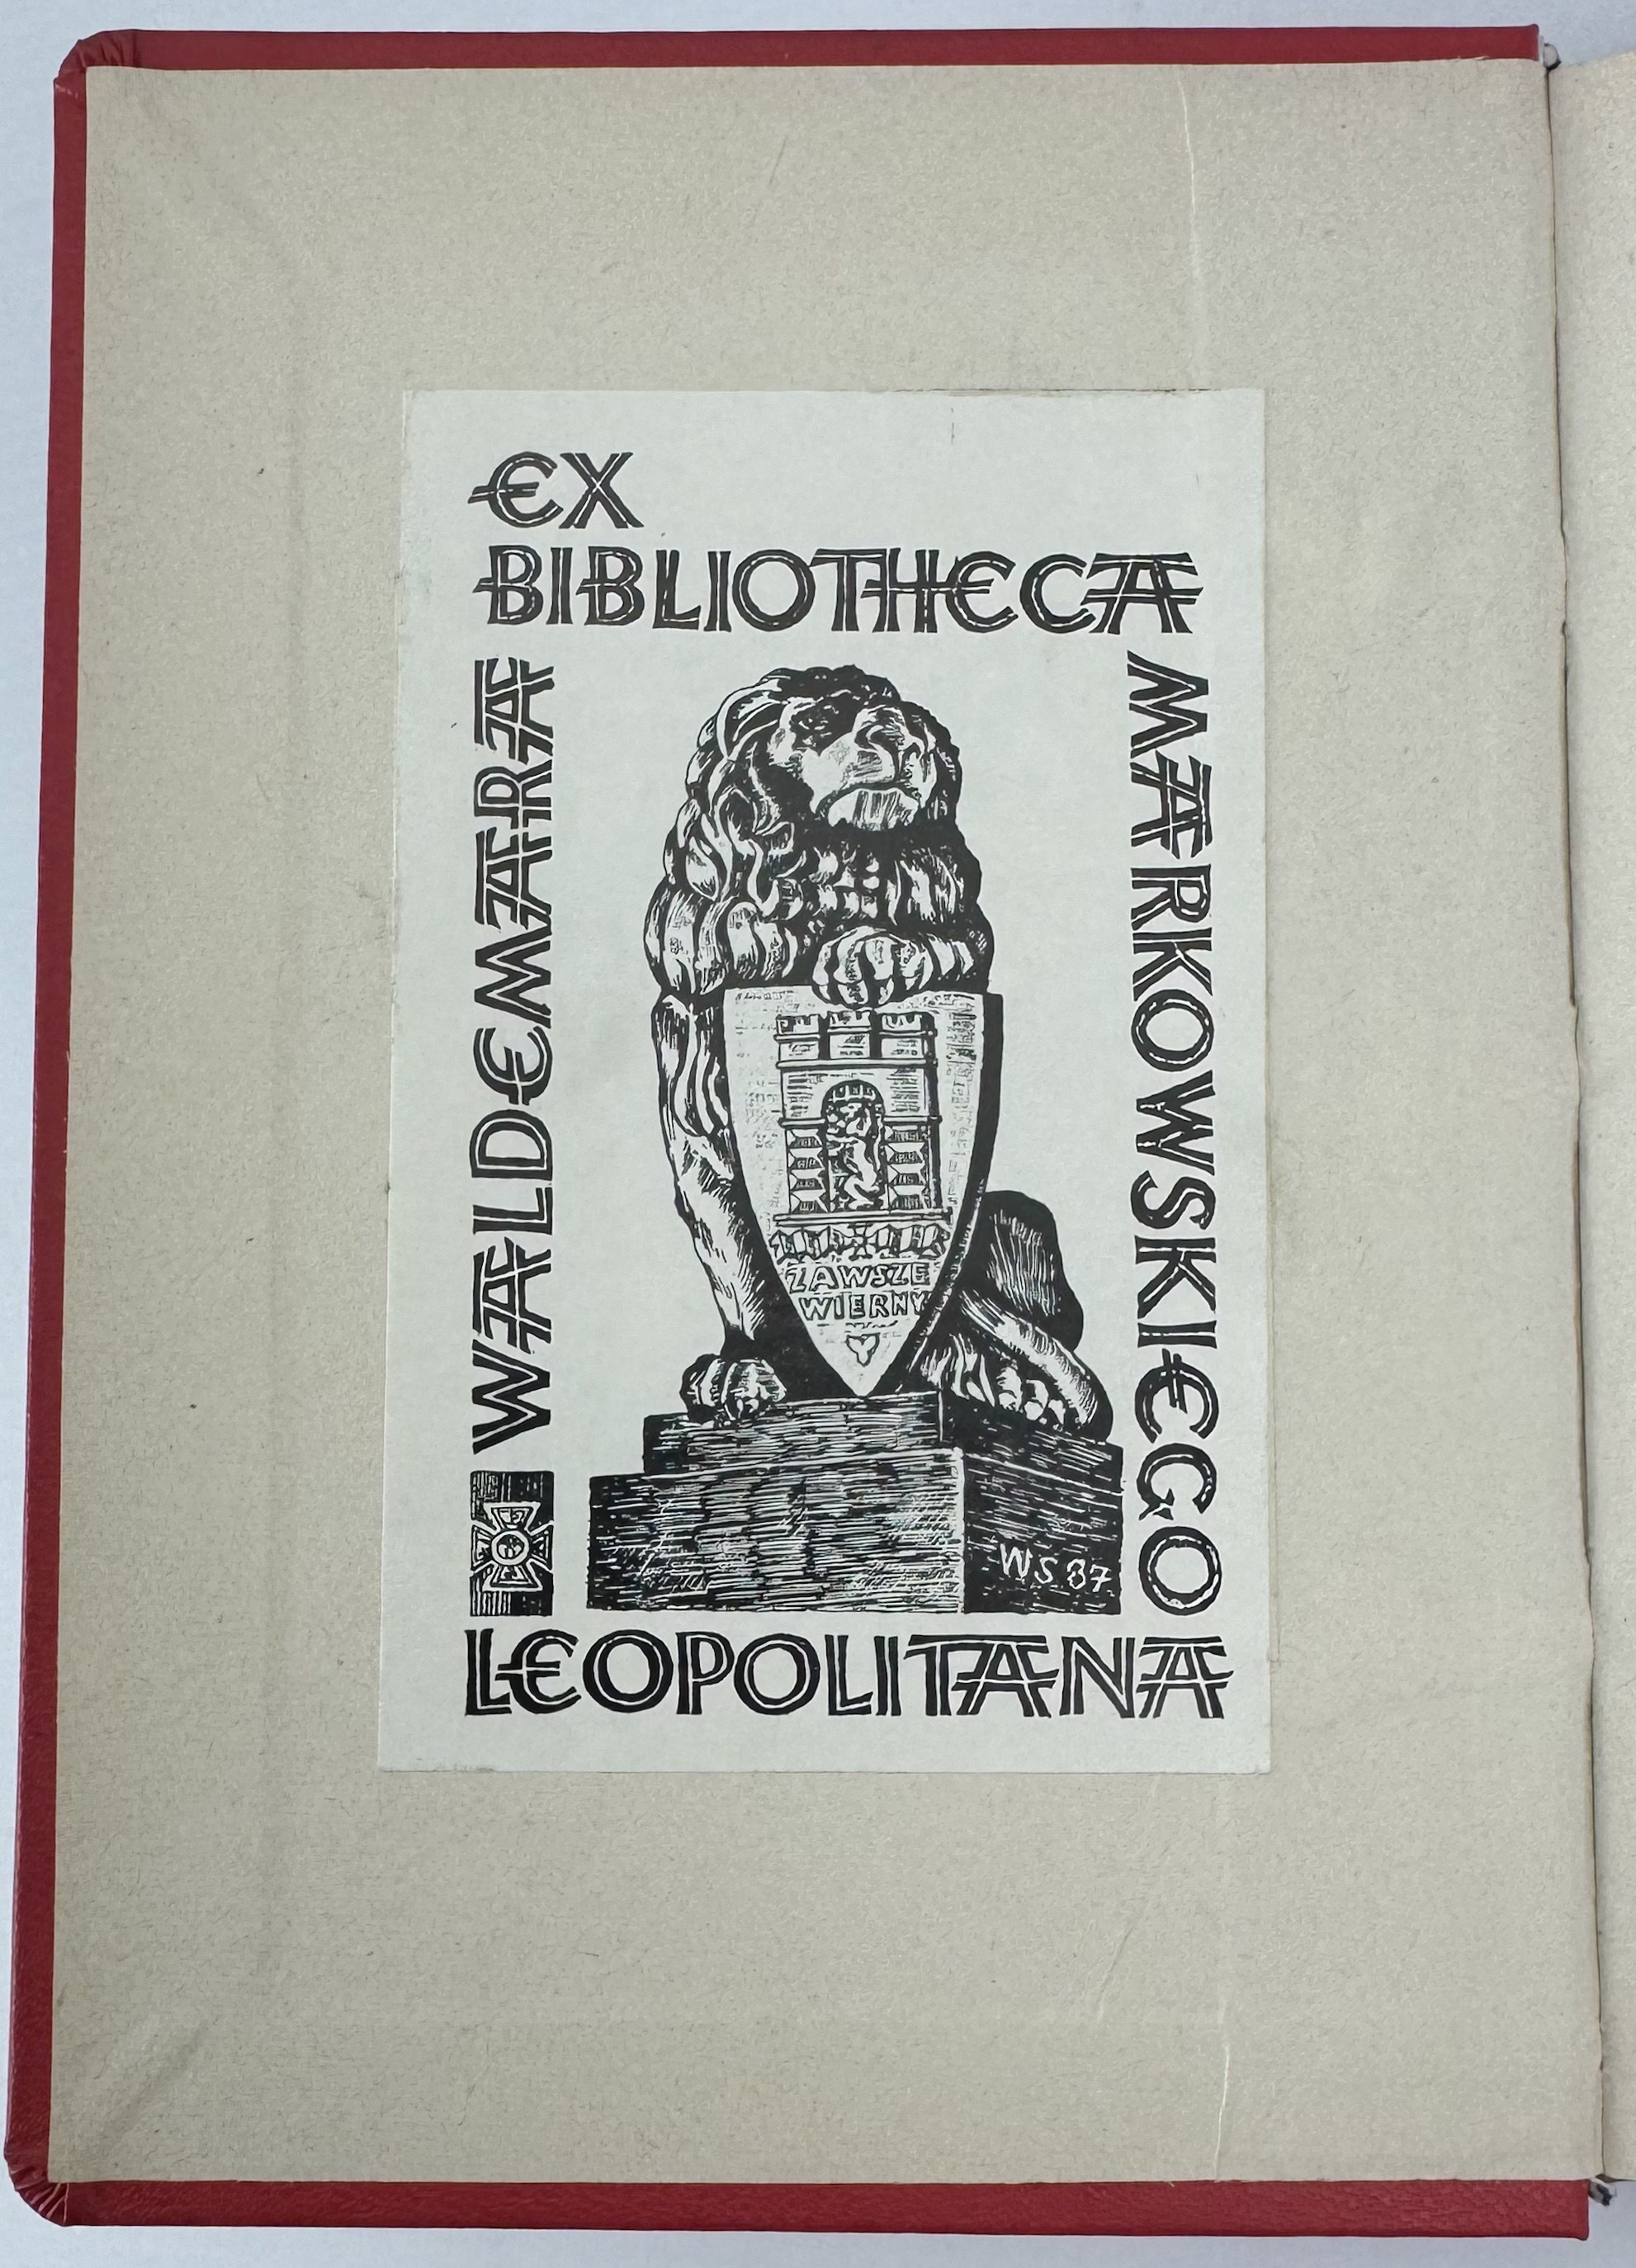 EX
BIBLIOTHECA
WALDEMARA
MARKOWSKIEGO
ZAWSZE
WIERNY
WS 87
LEOPOLITANA